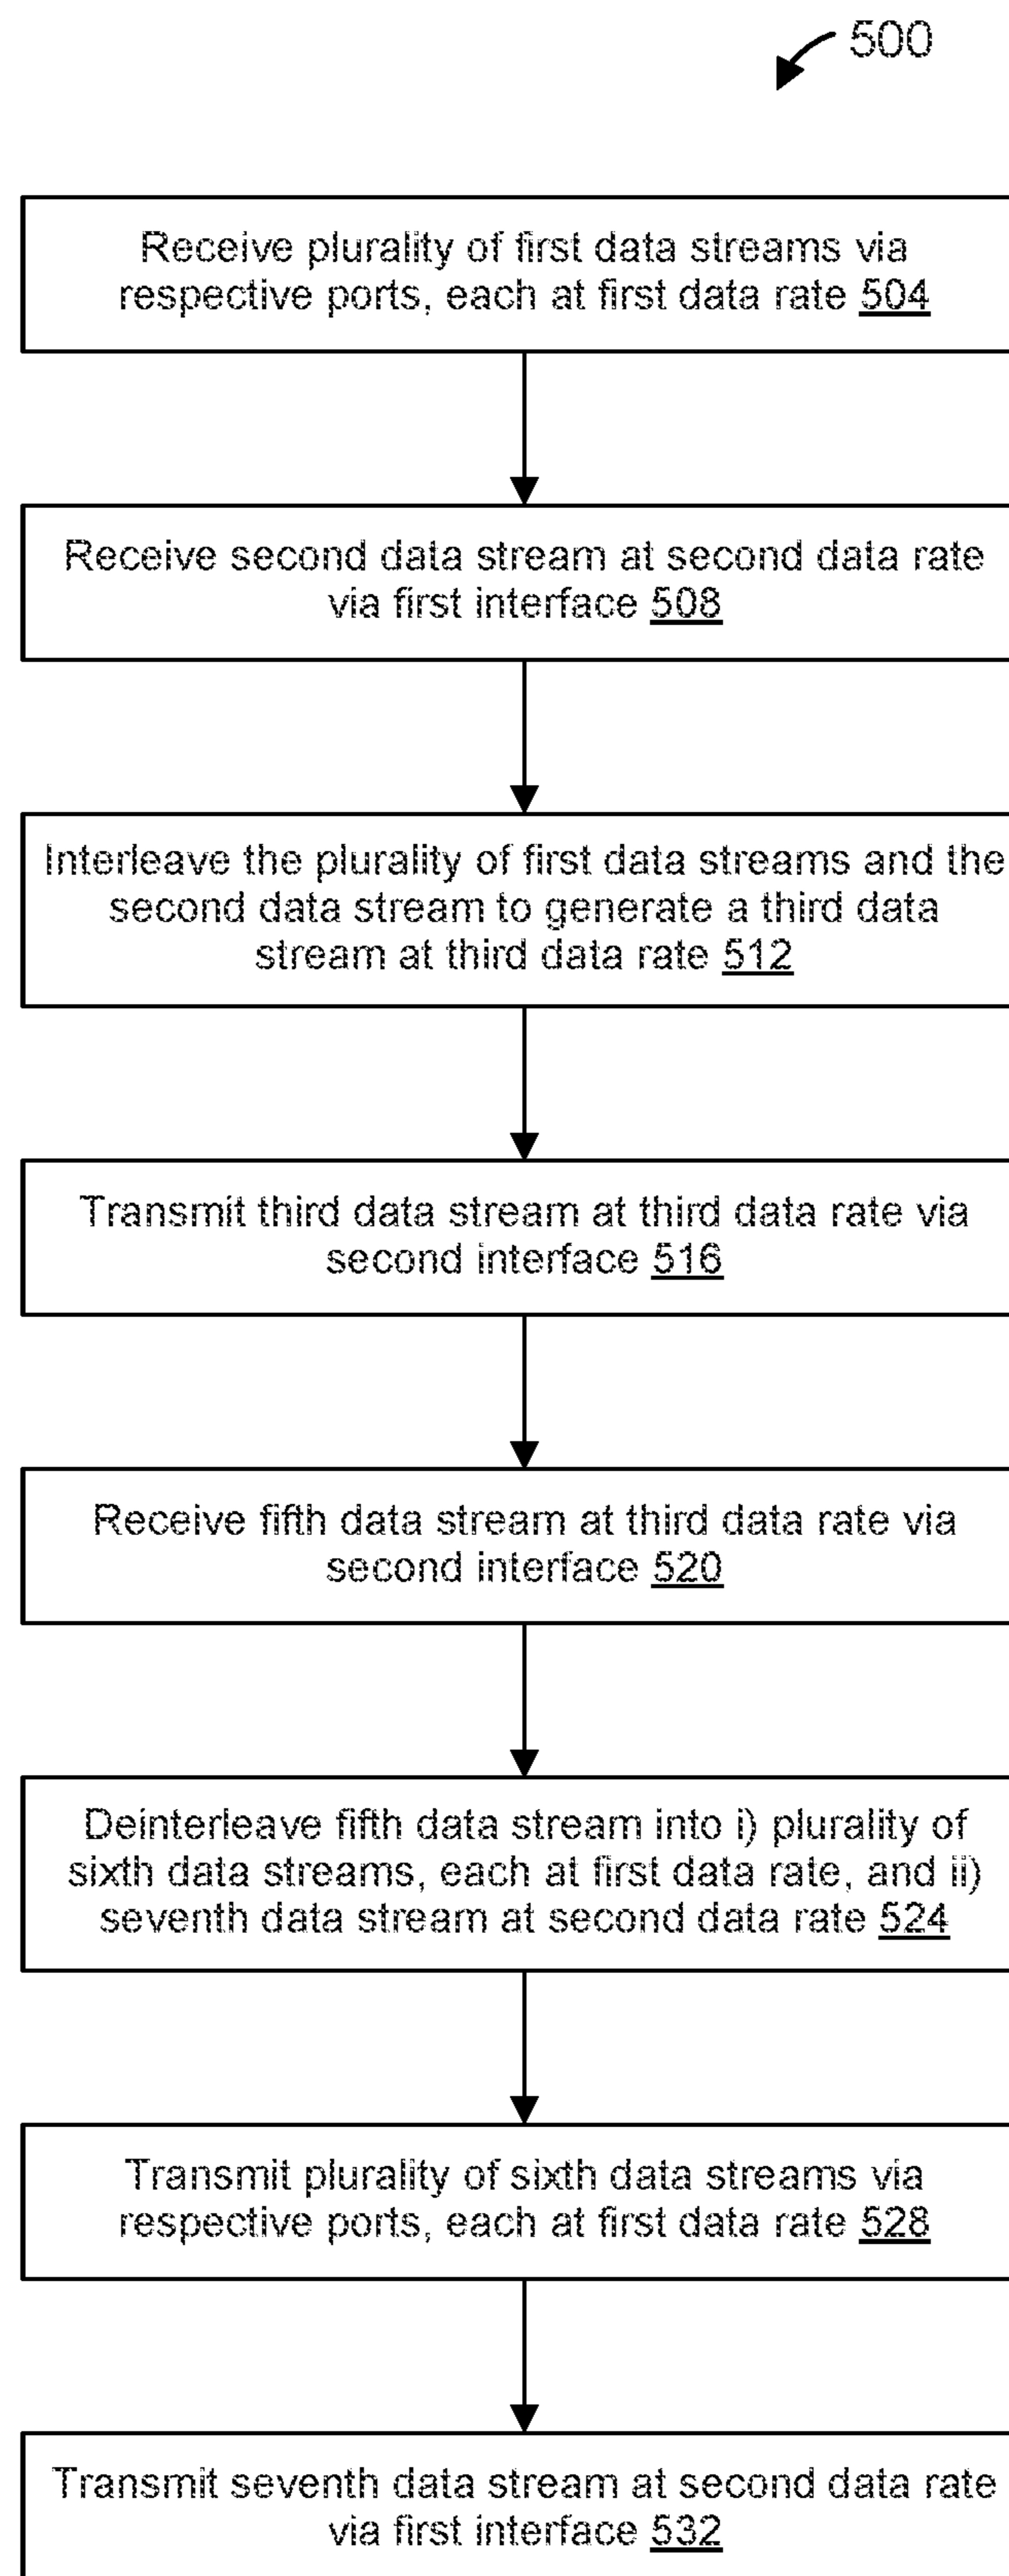 500
Receive plurality of first data streams via
respective ports, each at first data rate 504
Receive second data stream at second data rate
via first interface 508
Interleave the plurality of first data streams and the
second data stream to generate a third data
stream at third data rate 512
Transmit third data stream at third data rate via
second interface 516
Receive fifth data stream at third data rate via
second interface 520
Deinterleave fifth data stream into i) plurality of
sixth data streams, each at first data rate, and ii)
seventh data stream at second data rate 524
Transmit plurality of sixth data streams via
respective ports, each at first data rate 528
Transmit seventh data stream at second data rate
via first interface 532